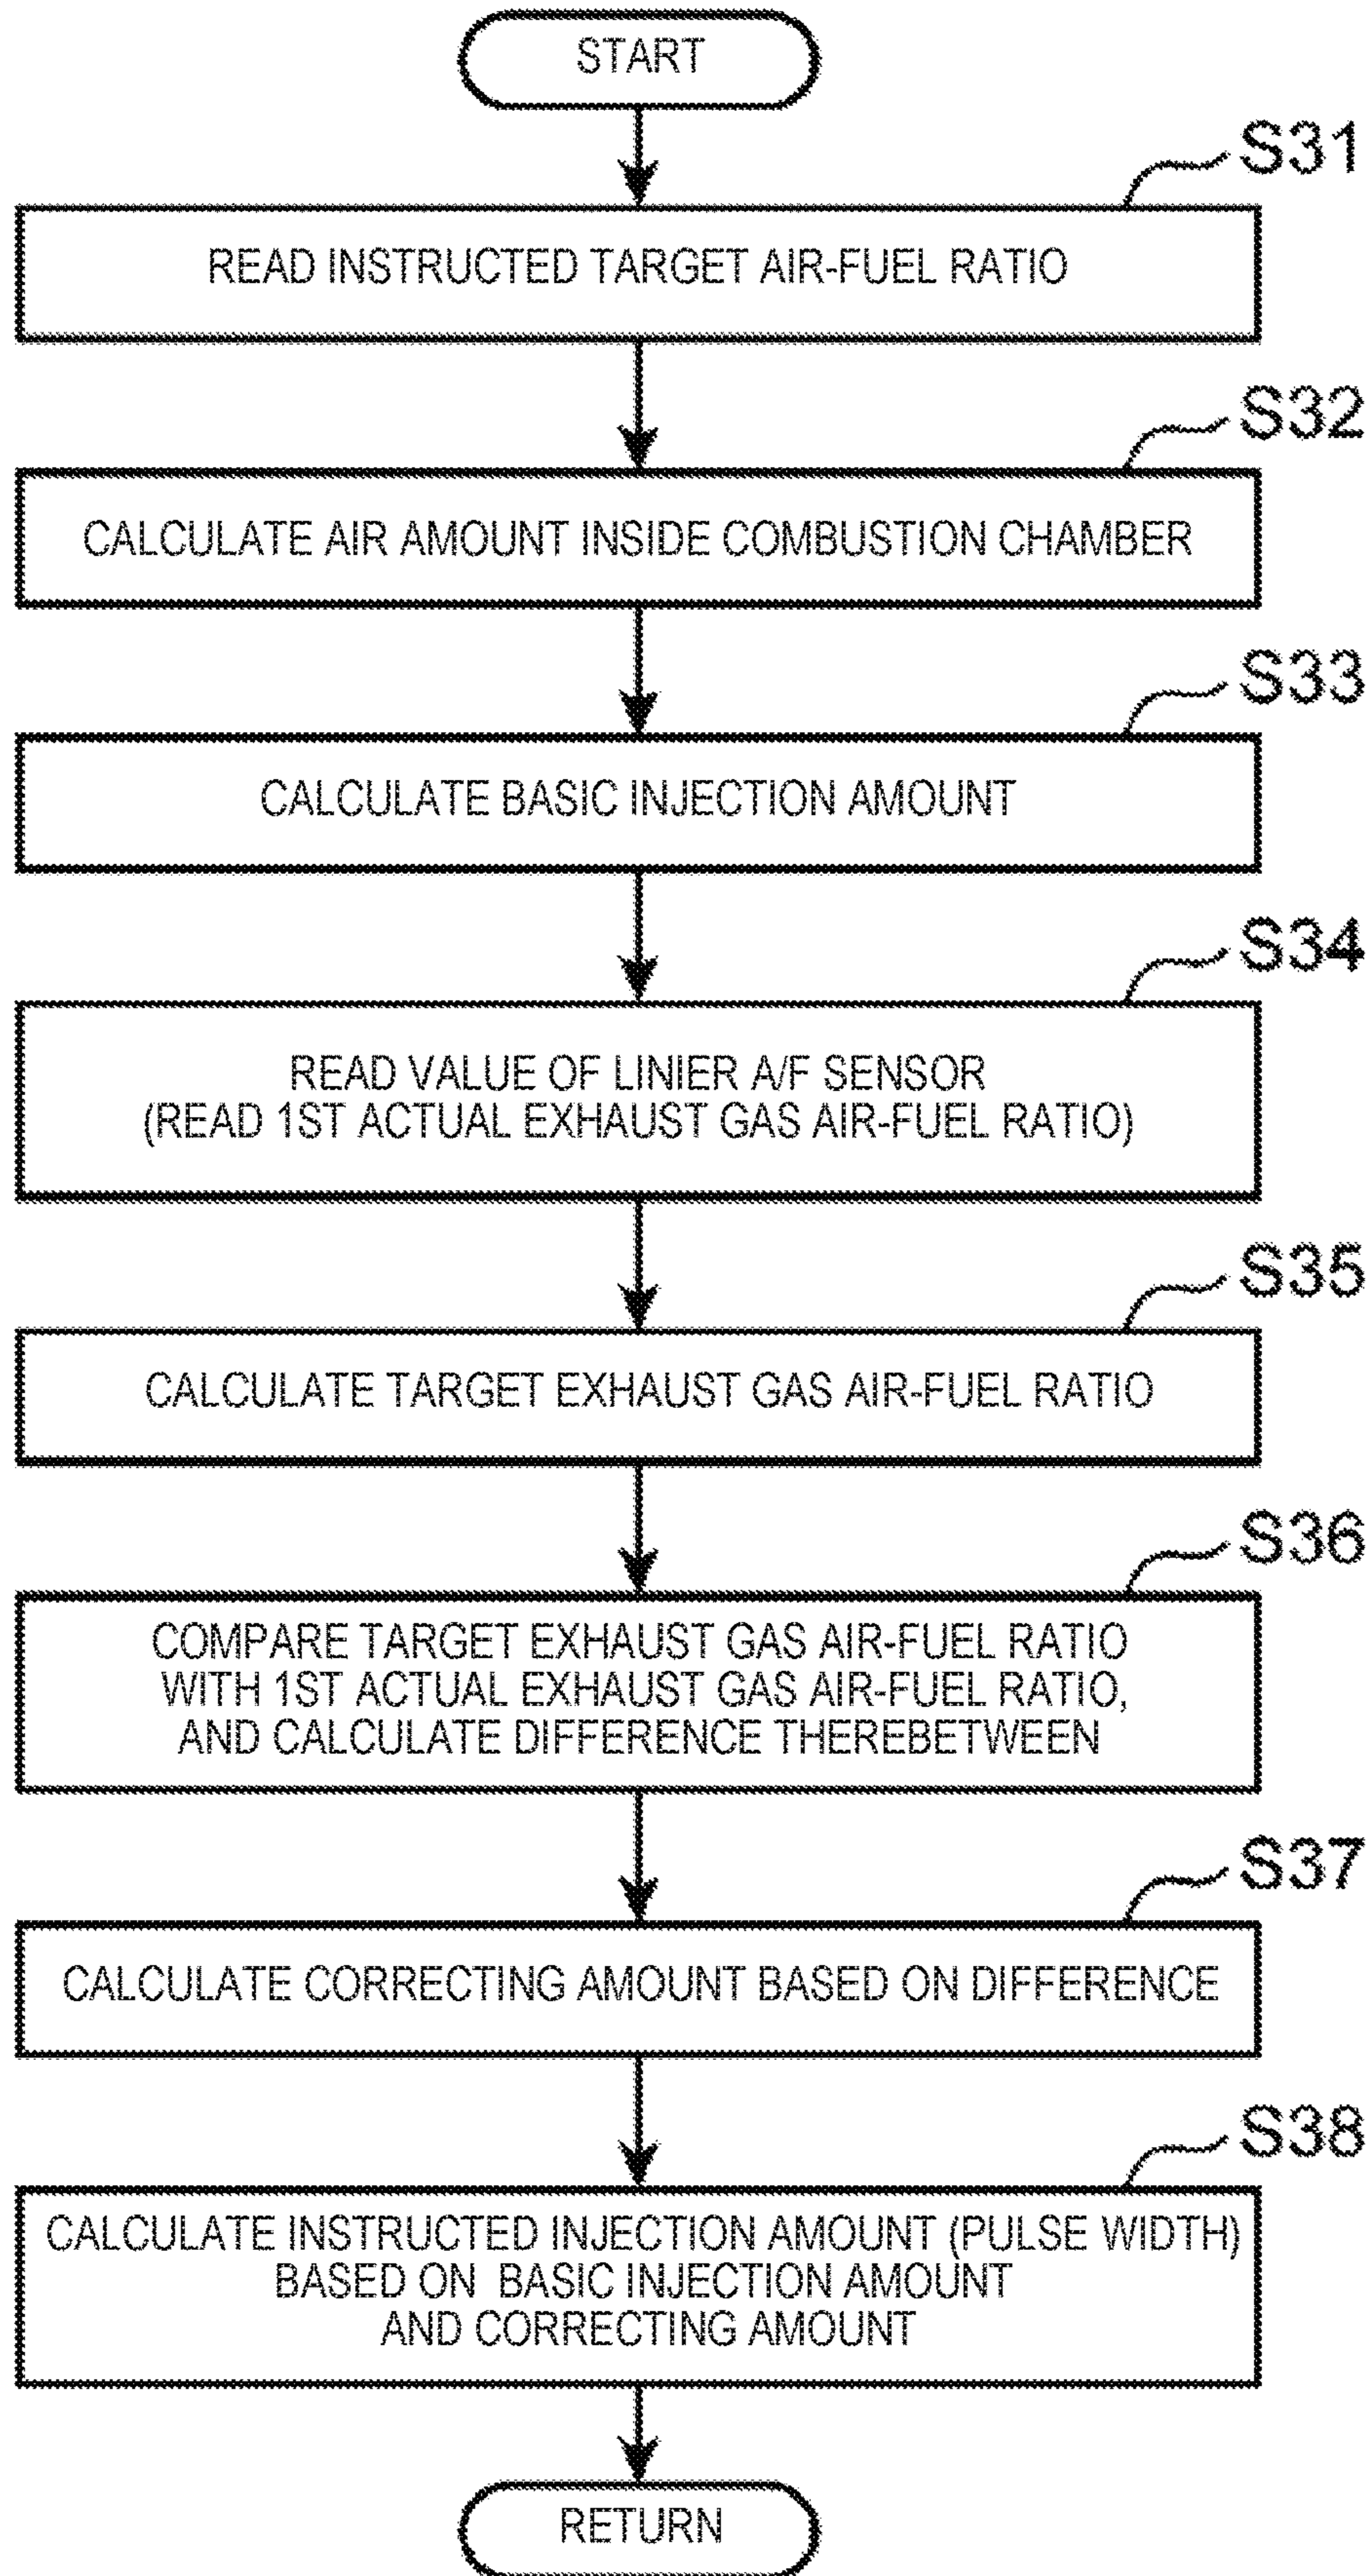 START
S31
READ INSTRUCTED TARGET AIR-FUEL RATIO
S32
CALCULATE AIR AMOUNT INSIDE COMBUSTION CHAMBER
S33
CALCULATE BASIC INJECTION AMOUNT
S34
READ VALUE OF LINIER A/F SENSOR
(READ 1ST ACTUAL EXHAUST GAS AIR-FUEL RATIO)
S35
CALCULATE TARGET EXHAUST GAS AIR-FUEL RATIO
S36
COMPARE TARGET EXHAUST GAS AIR-FUEL RATIO
WITH 1ST ACTUAL EXHAUST GAS AIR-FUEL RATIO,
AND CALCULATE DIFFERENCE THEREBETWEEN
S37
CALCULATE CORRECTING AMOUNT BASED ON DIFFERENCE
S38
CALCULATE INSTRUCTED INJECTION AMOUNT (PULSE WIDTH)
BASED ON BASIC INJECTION AMOUNT
AND CORRECTING AMOUNT
RETURN